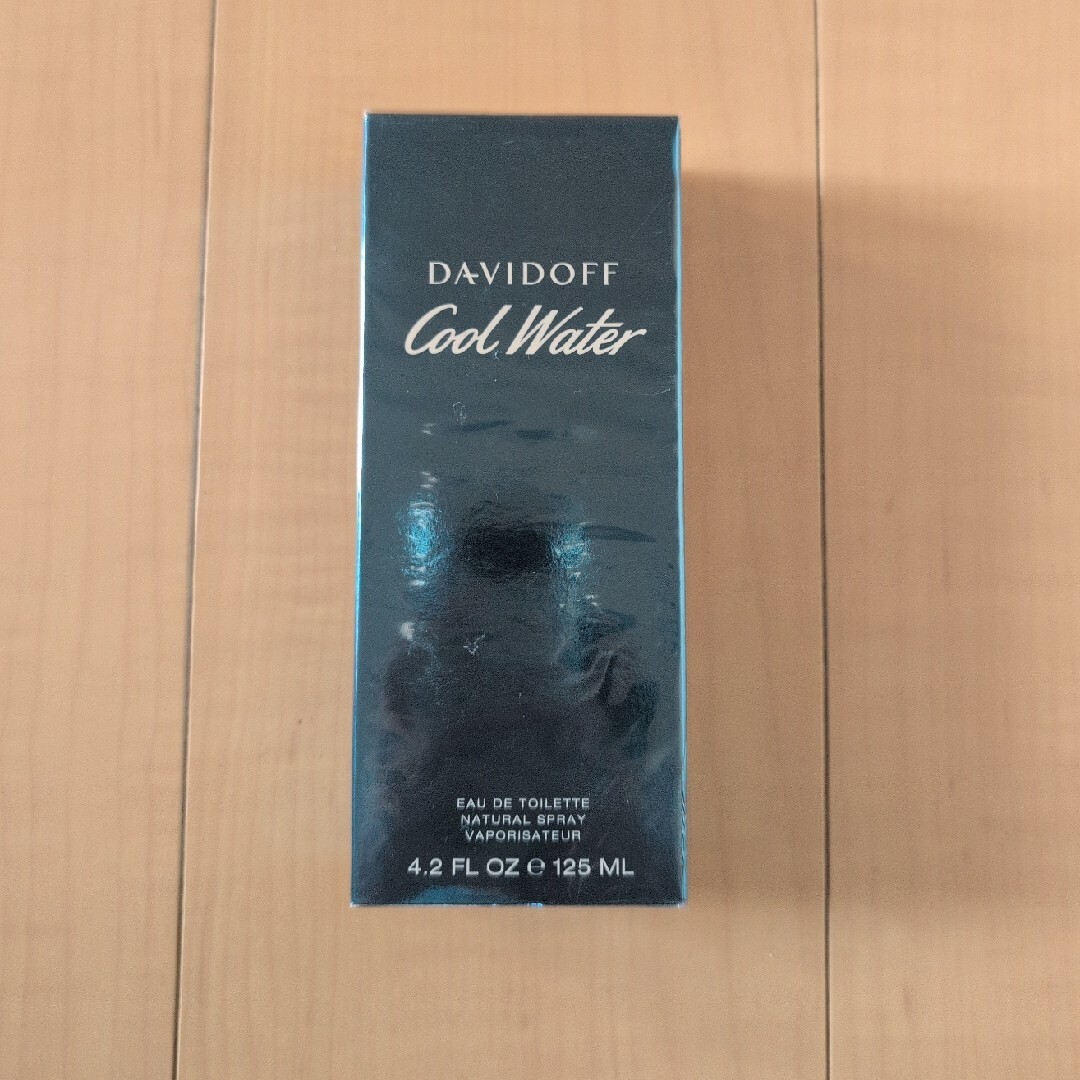 DAVIDOFF
Cool Water
EAU DE TOILETTE
NATURAL SPRAY
VAPORISATEUR
4.2 FL OZ ℮ 125 ML